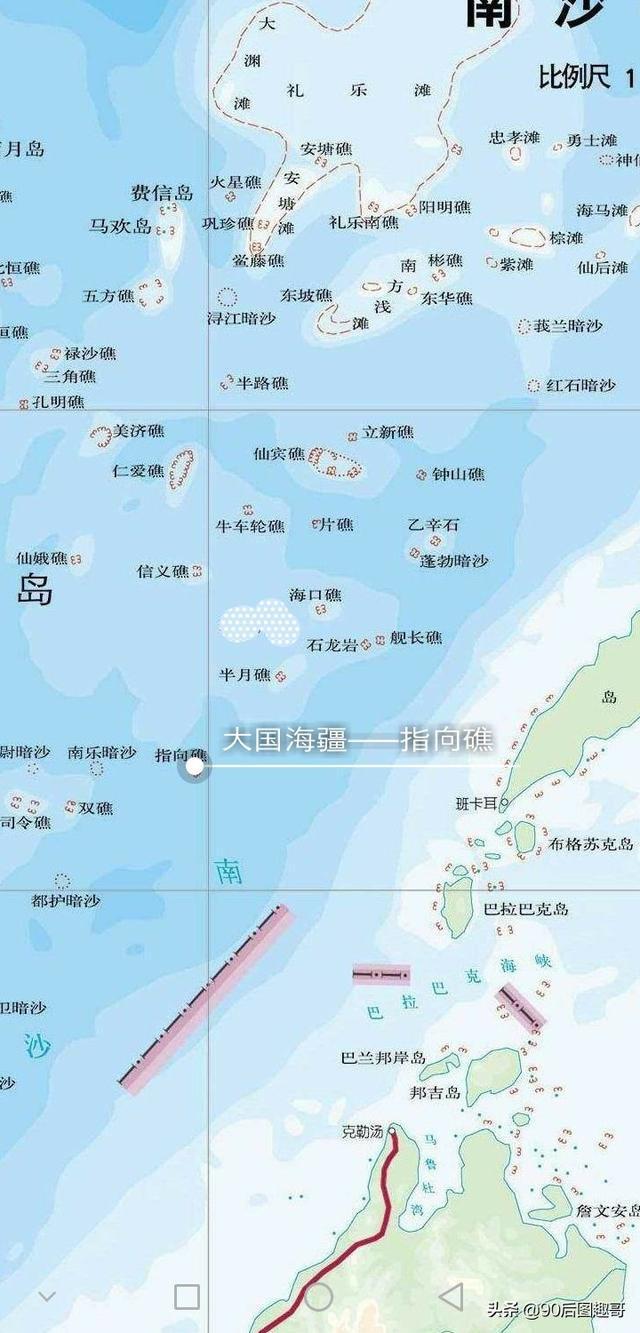 南沙
比例尺 1
大渊滩
礼乐滩
忠孝滩
勇士滩
神仙
月岛
安塘礁
费信岛
火星礁
安塘滩
礁
阳明礁
海马滩
马欢岛
巩珍礁
礼乐南礁
棕滩
鲎藤礁
南方浅滩
彬礁
紫滩
仙后滩
恒礁
五方礁
东坡礁
东华礁
浔江暗沙
莪兰暗沙
恒礁
禄沙礁
三角礁
半路礁
红石暗沙
孔明礁
美济礁
立新礁
仁爱礁
仙宾礁
钟山礁
牛车轮礁
片礁
乙辛石
仙娥礁
信义礁
蓬勃暗沙
岛
海口礁
石龙岩
舰长礁
半月礁
岛
大国海疆——指向礁
尉暗沙
南乐暗沙
指向礁
司令礁
双礁
班卡耳
布格苏克岛
南
都护暗沙
巴拉巴克岛
巴拉巴克海峡
卫暗沙
沙
巴兰邦岸岛
沙
邦吉岛
克勒汤
马鲁杜湾
詹文安岛
头条 @90后图趣哥